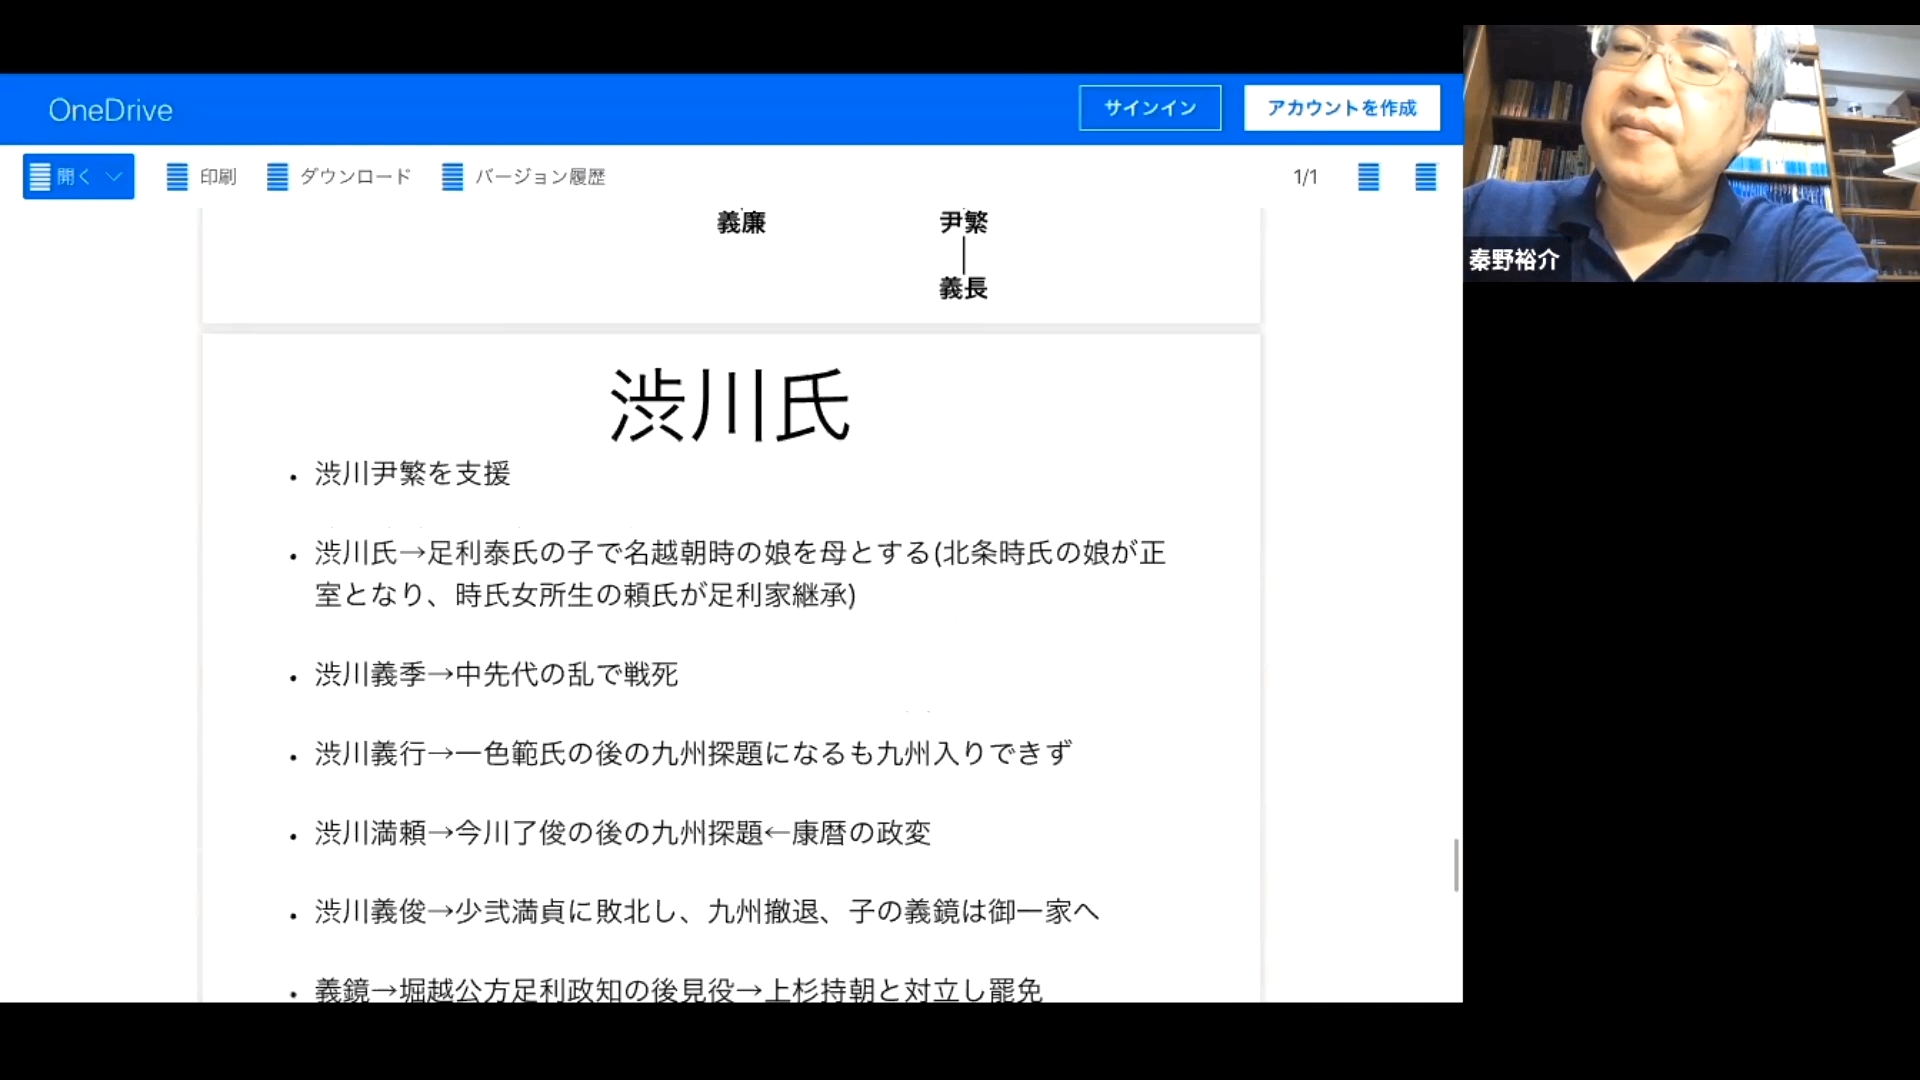 OneDrive
サインイン
アカウントを作成
開く
印刷
ダウンロード
バージョン履歴
1/1
秦野裕介
義廉
尹繁
義長
渋川氏
• 渋川尹繁を支援
• 渋川氏→足利泰氏の子で名越朝時の娘を母とする(北条時氏の娘が正
室となり、時氏女所生の頼氏が足利家継承)
• 渋川義季→中先代の乱で戦死
• 渋川義行→一色範氏の後の九州探題になるも九州入りできず
• 渋川満頼→今川了俊の後の九州探題←康暦の政変
• 渋川義俊→少弐満貞に敗北し、九州撤退、子の義鏡は御一家へ
• 義鏡→堀越公方足利政知の後見役→上杉持朝と対立し罷免